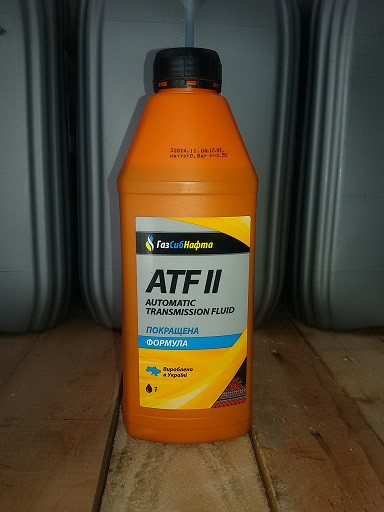 ГазСибНафта
ATF II
AUTOMATIC
TRANSMISSION FLUID
ПОКРАЩЕНА
ФОРМУЛА
Вироблено
в Україні
1